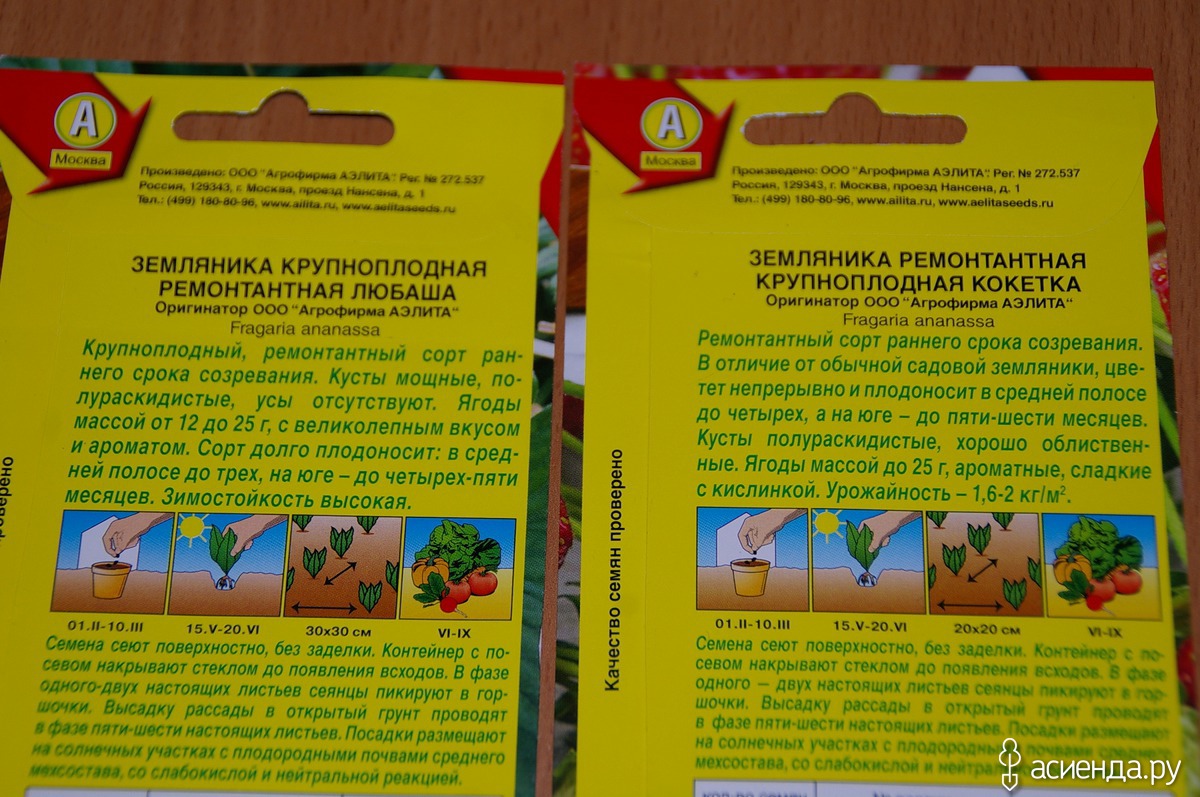 А
Москва
Произведено: ООО "Агрофирма АЭЛИТА". Рег. № 272.537
Россия, 129343, г. Москва, проезд Нансена, д. 1
Тел.: (499) 180-80-96, www.ailita.ru, www.aelitaseeds.ru
ЗЕМЛЯНИКА КРУПНОПЛОДНАЯ
РЕМОНТАНТНАЯ ЛЮБАША
Оригинатор ООО "Агрофирма АЭЛИТА"
Fragaria ananassa
Крупноплодный, ремонтантный сорт ран-
него срока созревания. Кусты мощные, по-
лураскидистые, усы отсутствуют. Ягоды
массой от 12 до 25 г, с великолепным вкусом
и ароматом. Сорт долго плодоносит: в сред-
ней полосе до трех, на юге – до четырех-пяти
месяцев. Зимостойкость высокая.
01.II-10.III
15.V-20.VI
30x30 см
VI-IX
Семена сеют поверхностно, без заделки. Контейнер с по-
севом накрывают стеклом до появления всходов. В фазе
одного-двух настоящих листьев сеянцы пикируют в гор-
шочки. Высадку рассады в открытый грунт проводят
в фазе пяти-шести настоящих листьев. Посадки размещают
на солнечных участках с плодородными почвами среднего
мехсостава, со слабокислой и нейтральной реакцией.
А
Москва
Произведено: ООО "Агрофирма АЭЛИТА". Рег. № 272.537
Россия, 129343, г. Москва, проезд Нансена, д. 1
Тел.: (499) 180-80-96, www.ailita.ru, www.aelitaseeds.ru
ЗЕМЛЯНИКА РЕМОНТАНТНАЯ
КРУПНОПЛОДНАЯ КОКЕТКА
Оригинатор ООО "Агрофирма АЭЛИТА"
Fragaria ananassa
Ремонтантный сорт раннего срока созревания.
В отличие от обычной садовой земляники, цве-
тет непрерывно и плодоносит в средней полосе
до четырех, а на юге – до пяти-шести месяцев.
Кусты полураскидистые, хорошо облиствен-
ные. Ягоды массой до 25 г, ароматные, сладкие
с кислинкой. Урожайность – 1,6-2 кг/м².
Качество семян проверено
01.II-10.III
15.V-20.VI
20x20 см
VI-IX
Семена сеют поверхностно, без заделки. Контейнер с по-
севом накрывают стеклом до появления всходов. В фазе
одного – двух настоящих листьев сеянцы пикируют в гор-
шочки. Высадку рассады в открытый грунт проводят
в фазе пяти-шести настоящих листьев. Посадки размещают
на солнечных участках с плодородными почвами среднего
мехсостава, со слабокислой и
асиенда.ру